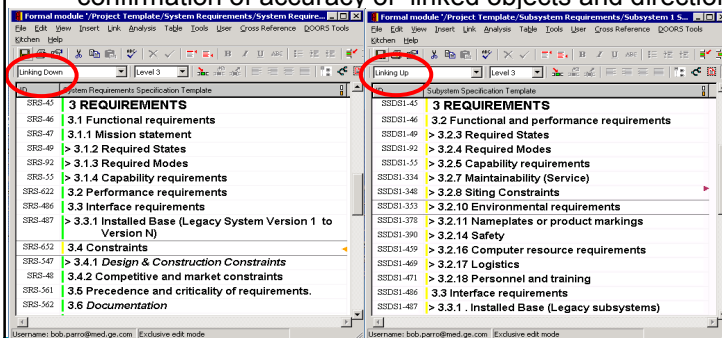 confirmation of accuracy of linked objects and direction
Formal module '/Project Template/System Requirements/System Require...
File Edit View Insert Link Analysis Table Tools User Cross Reference DOORS Tools
Kitchen Help
Linking Down
Level 3
ID
System Requirements Specification Template
SRS-45 3 REQUIREMENTS
SRS-46 3.1 Functional requirements
SRS-47 3.1.1 Mission statement
SRS-49 > 3.1.2 Required States
SRS-92 > 3.1.3 Required Modes
SRS-55 > 3.1.4 Capability requirements
SRS-622 3.2 Performance requirements
SRS-486 3.3 Interface requirements
SRS-487 > 3.3.1 Installed Base (Legacy System Version 1 to
Version N)
SRS-652 3.4 Constraints
SRS-547 > 3.4.1 Design & Construction Constraints
SRS-48 3.4.2 Competitive and market constraints
SRS-561 3.5 Precedence and criticality of requirements.
SRS-562 3.6 Documentation
Username: bob.parro@med.ge.com Exclusive edit mode
Formal module '/Project Template/Subsystem Requirements/Subsystem 1 S...
File Edit View Insert Link Analysis Table Tools User Cross Reference DOORS Tools
Kitchen Help
Linking Up
Level 3
ID
Subystem Specification Template
SSDS1-45 3 REQUIREMENTS
SSDS1-46 3.2 Functional and performance requirements
SSDS1-49 > 3.2.3 Required States
SSDS1-92 > 3.2.4 Required Modes
SSDS1-55 > 3.2.5 Capability requirements
SSDS1-334 > 3.2.7 Maintainability (Service)
SSDS1-348 > 3.2.8 Siting Constraints
SSDS1-353 > 3.2.10 Environmental requirements
SSDS1-378 > 3.2.11 Nameplates or product markings
SSDS1-390 > 3.2.14 Safety
SSDS1-459 > 3.2.16 Computer resource requirements
SSDS1-469 > 3.2.17 Logistics
SSDS1-471 > 3.2.18 Personnel and training
SSDS1-486 3.3 Interface requirements
SSDS1-487 > 3.3.1 . Installed Base (Legacy subsystems)
Username: bob.parro@med.ge.com Exclusive edit mode